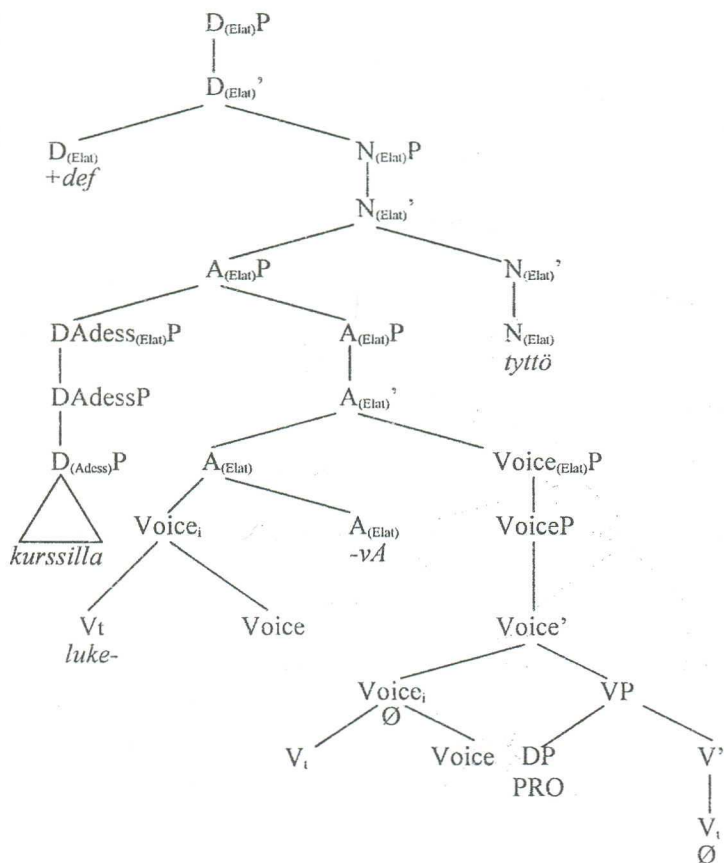 D(Elat)P
D(Elat)’
D(Elat) N(Elat)P
+def
N(Elat)’
A(Elat)P N(Elat)’
DAdess(Elat)P A(Elat)P N(Elat)
tyttö
DAdessP A(Elat)’
D(Adess)P A(Elat) Voice(Elat)P
Voicei A(Elat) VoiceP
kurssilla -vA
Vt Voice Voice’
luke-
Voicei VP
Ø
Vt Voice DP V’
PRO
Vt
Ø